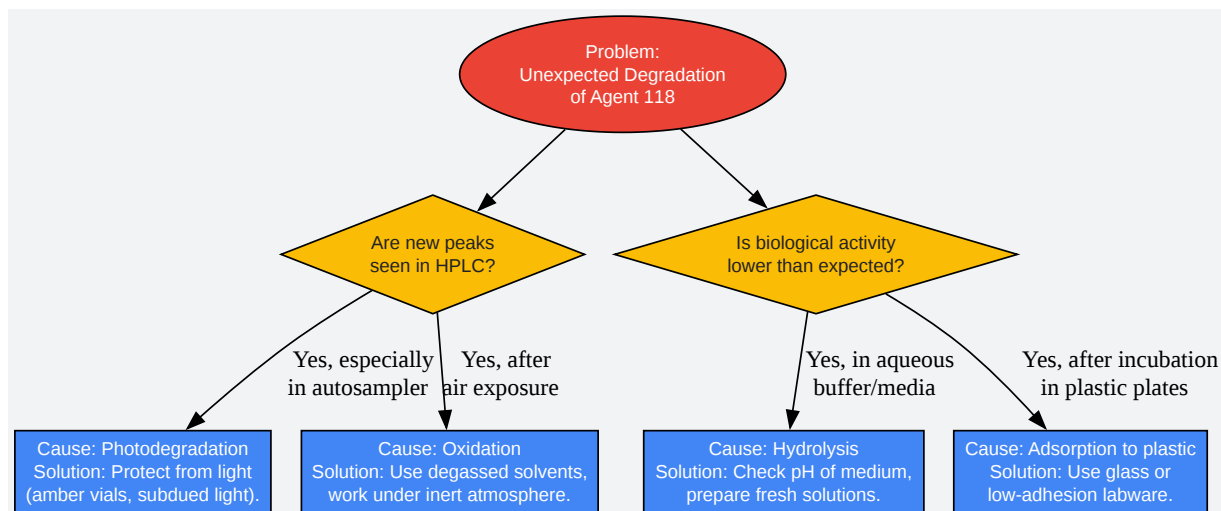 Problem:
Unexpected Degradation
of Agent 118
Are new peaks
seen in HPLC?
Is biological activity
lower than expected?
Yes, especially
in autosampler
Yes, after
air exposure
Yes, in aqueous
buffer/media
Yes, after incubation
in plastic plates
Cause: Photodegradation
Solution: Protect from light
(amber vials, subdued light).
Cause: Oxidation
Solution: Use degassed solvents,
work under inert atmosphere.
Cause: Hydrolysis
Solution: Check pH of medium,
prepare fresh solutions.
Cause: Adsorption to plastic
Solution: Use glass or
low-adhesion labware.